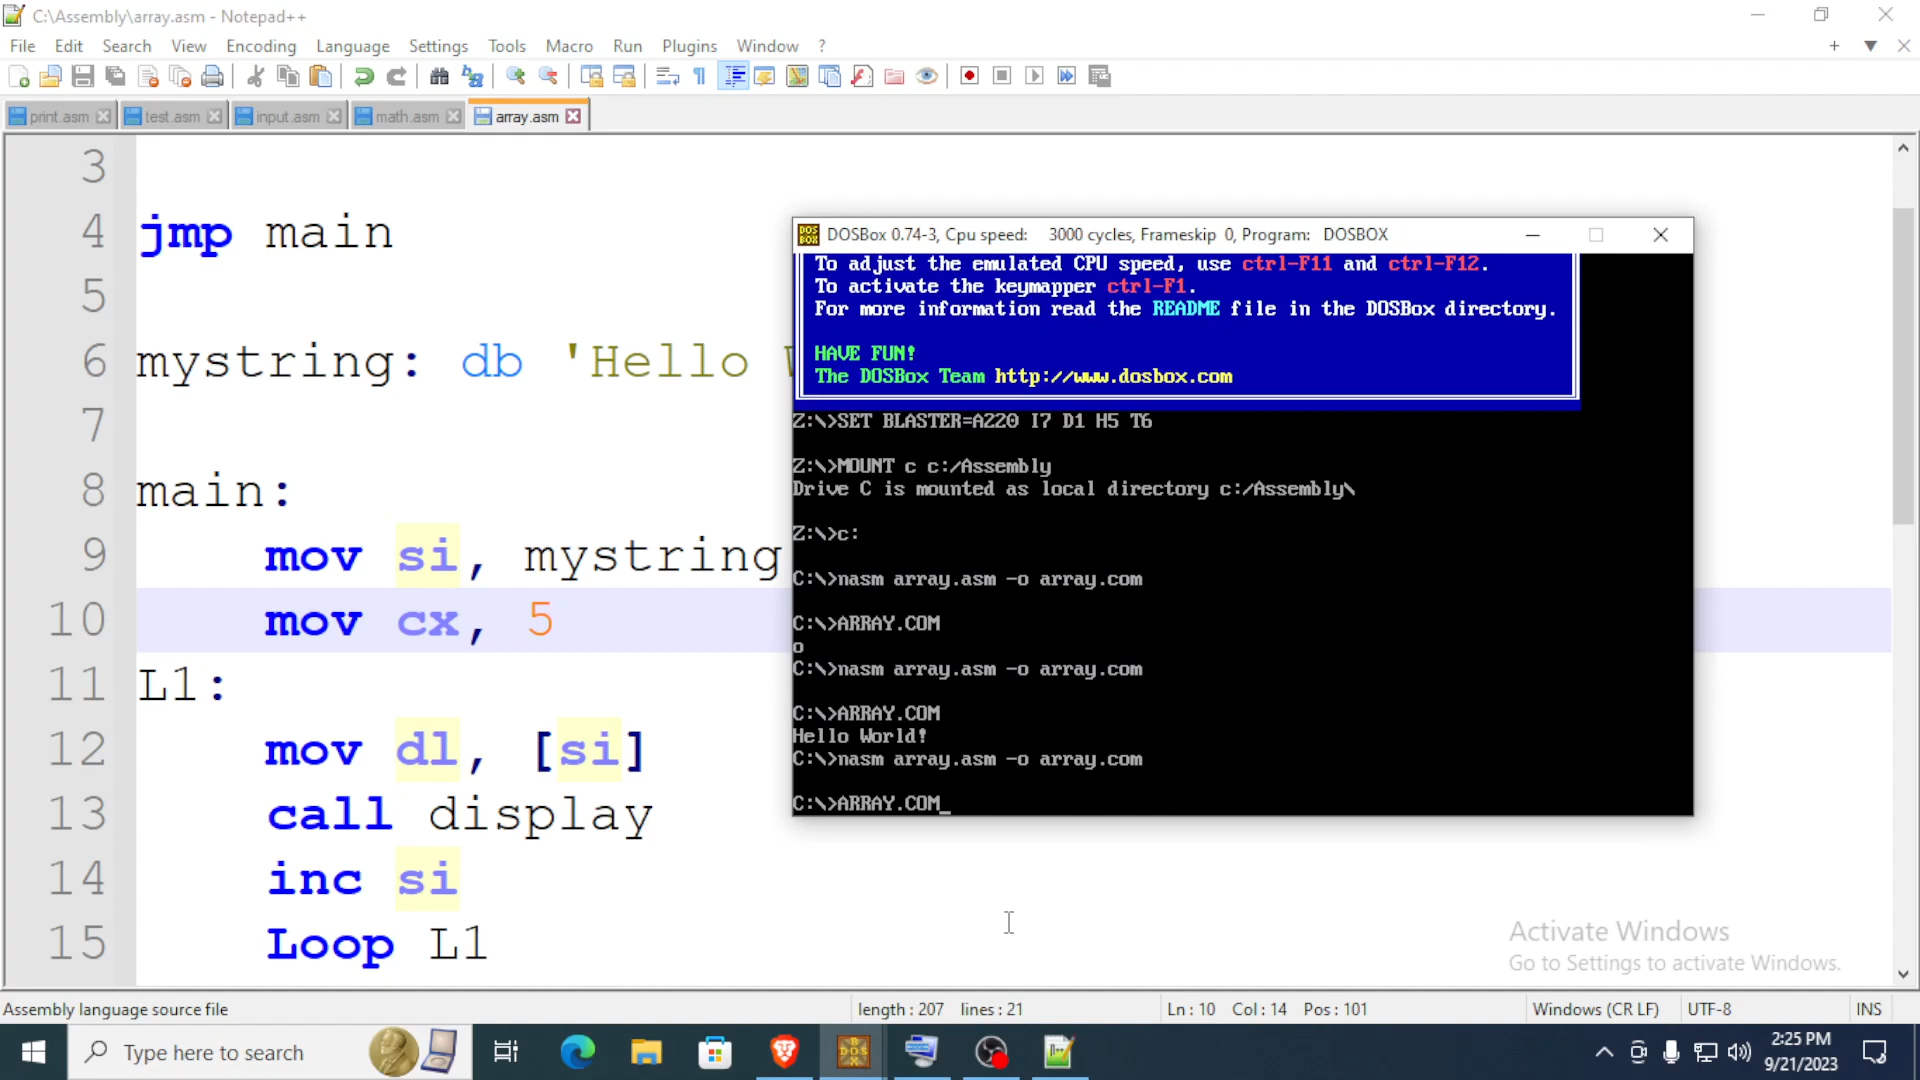 C:\Assembly\array.asm - Notepad++
File Edit Search View Encoding Language Settings Tools Macro Run Plugins Window ?
print.asm test.asm input.asm math.asm array.asm
3
4 jmp main
5
6 mystring: db 'Hello
7
8 main:
9 mov si, mystring
10 mov cx, 5
11 L1:
12 mov dl, [si]
13 call display
14 inc si
15 Loop L1
DOSBox 0.74-3, Cpu speed: 3000 cycles, Frameskip 0, Program: DOSBOX
To adjust the emulated CPU speed, use ctrl-F11 and ctrl-F12.
To activate the keymapper ctrl-F1.
For more information read the README file in the DOSBox directory.
HAVE FUN!
The DOSBox Team http://www.dosbox.com
Z:\>SET BLASTER=A220 I7 D1 H5 T6
Z:\>MOUNT c c:/Assembly
Drive C is mounted as local directory c:/Assembly\
Z:\>c:
C:\>nasm array.asm -o array.com
C:\>ARRAY.COM
o
C:\>nasm array.asm -o array.com
C:\>ARRAY.COM
Hello World!
C:\>nasm array.asm -o array.com
C:\>ARRAY.COM_
Activate Windows
Go to Settings to activate Windows.
Assembly language source file length : 207 lines : 21 Ln : 10 Col : 14 Pos : 101 Windows (CR LF) UTF-8 INS
Type here to search
2:25 PM
9/21/2023